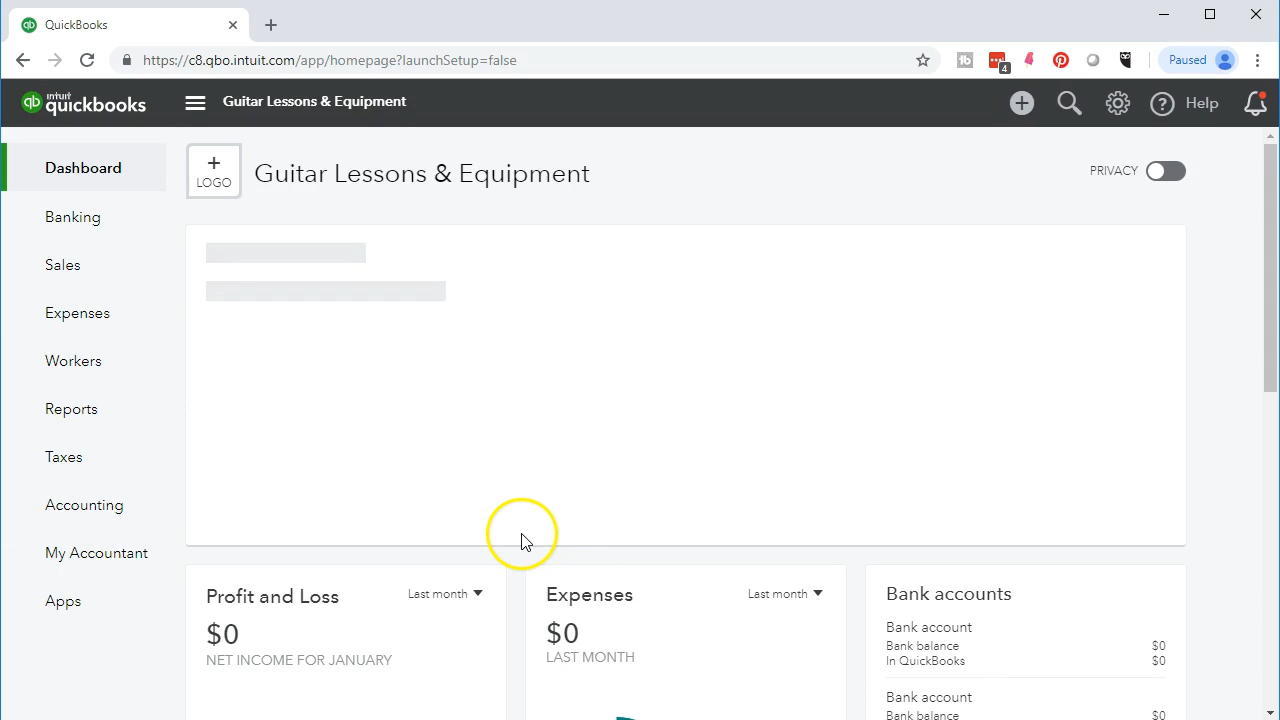 QuickBooks
https://c8.qbo.intuit.com/app/homepage?launchSetup=false
4
Paused
qb intuit quickbooks
Guitar Lessons & Equipment
Help
Dashboard
Banking
Sales
Expenses
Workers
Reports
Taxes
Accounting
My Accountant
Apps
+ LOGO
Guitar Lessons & Equipment
PRIVACY
Profit and Loss
Last month
$0
NET INCOME FOR JANUARY
Expenses
Last month
$0
LAST MONTH
Bank accounts
Bank account
Bank balance $0
In QuickBooks $0
Bank account
Bank balance $0